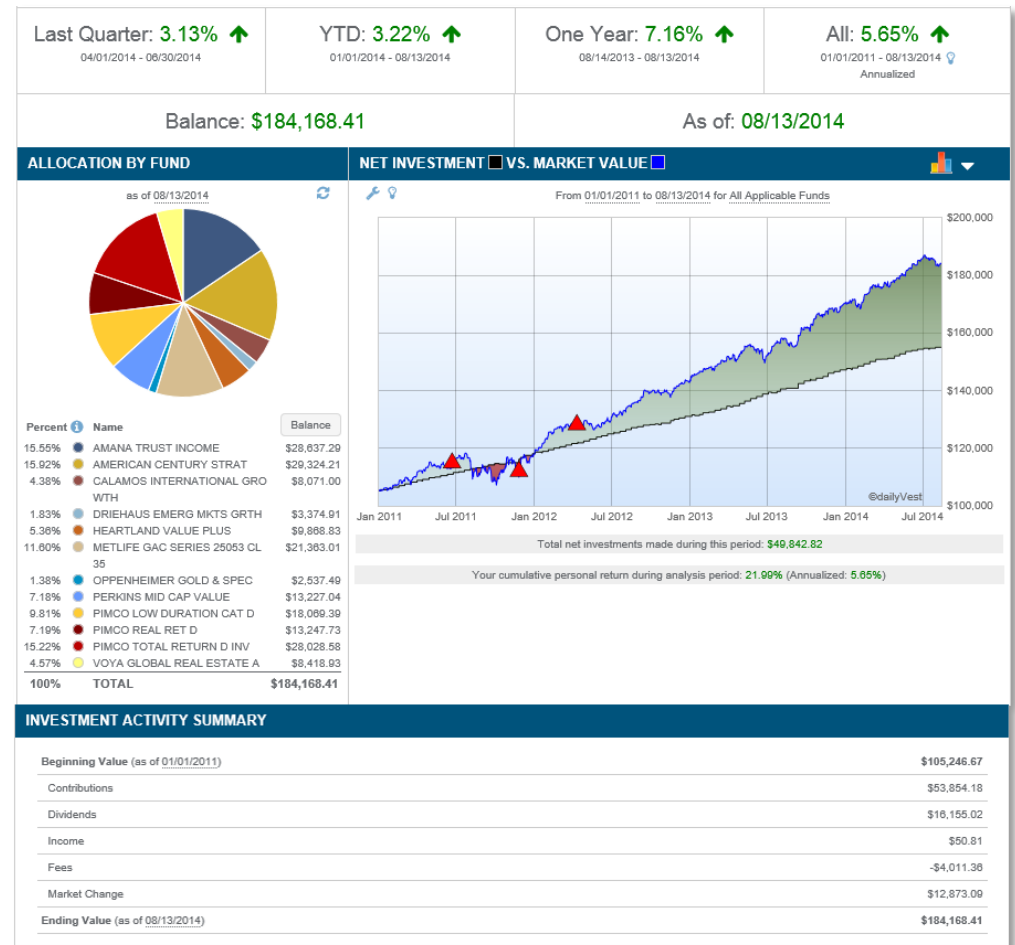 Last Quarter: 3.13%
04/01/2014 - 06/30/2014
YTD: 3.22%
01/01/2014 - 08/13/2014
One Year: 7.16%
08/14/2013 - 08/13/2014
All: 5.65%
01/01/2011 - 08/13/2014
Annualized
Balance: $184,168.41
As of: 08/13/2014
ALLOCATION BY FUND
as of 08/13/2014
Percent Name Balance
15.55% AMANA TRUST INCOME $28,637.29
15.92% AMERICAN CENTURY STRAT $29,324.21
4.38% CALAMOS INTERNATIONAL GRO $8,071.00
WTH
1.83% DRIEHAUS EMERG MKTS GRTH $3,374.91
5.36% HEARTLAND VALUE PLUS $9,868.83
11.60% METLIFE GAC SERIES 25053 CL $21,363.01
35
1.38% OPPENHEIMER GOLD & SPEC $2,537.49
7.18% PERKINS MID CAP VALUE $13,227.04
9.81% PIMCO LOW DURATION CAT D $18,069.39
7.19% PIMCO REAL RET D $13,247.73
15.22% PIMCO TOTAL RETURN D INV $28,028.58
4.57% VOYA GLOBAL REAL ESTATE A $8,418.93
100% TOTAL $184,168.41
NET INVESTMENT VS. MARKET VALUE
From 01/01/2011 to 08/13/2014 for All Applicable Funds
$200,000
$180,000
$160,000
$140,000
$120,000
$100,000
©dailyVest
Jan 2011 Jul 2011 Jan 2012 Jul 2012 Jan 2013 Jul 2013 Jan 2014 Jul 2014
Total net investments made during this period: $49,842.82
Your cumulative personal return during analysis period: 21.99% (Annualized: 5.65%)
INVESTMENT ACTIVITY SUMMARY
Beginning Value (as of 01/01/2011) $105,246.67
Contributions $53,854.18
Dividends $16,155.02
Income $50.81
Fees -$4,011.36
Market Change $12,873.09
Ending Value (as of 08/13/2014) $184,168.41